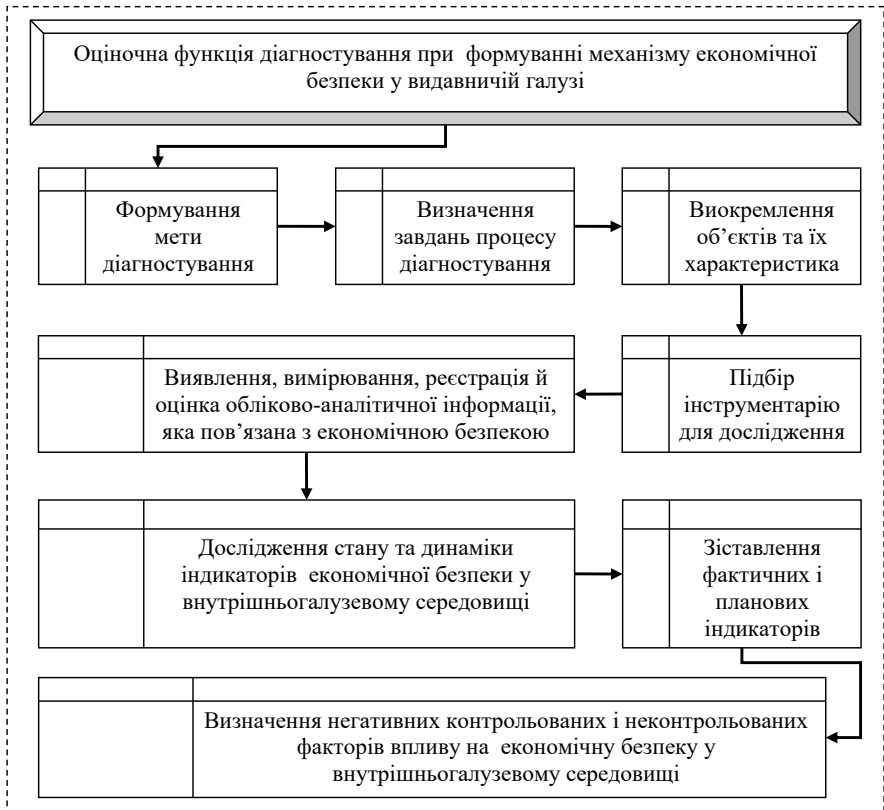 Оціночна функція діагностування при формуванні механізму економічної
безпеки у видавничій галузі
Формування
мети
діагностування
Визначення
завдань процесу
діагностування
Виокремлення
об’єктів та їх
характеристика
Підбір
інструментарію
для дослідження
Виявлення, вимірювання, реєстрація й
оцінка обліково-аналітичної інформації,
яка пов’язана з економічною безпекою
Дослідження стану та динаміки
індикаторів економічної безпеки у
внутрішньогалузевому середовищі
Зіставлення
фактичних і
планових
індикаторів
Визначення негативних контрольованих і неконтрольованих
факторів впливу на економічну безпеку у
внутрішньогалузевому середовищі